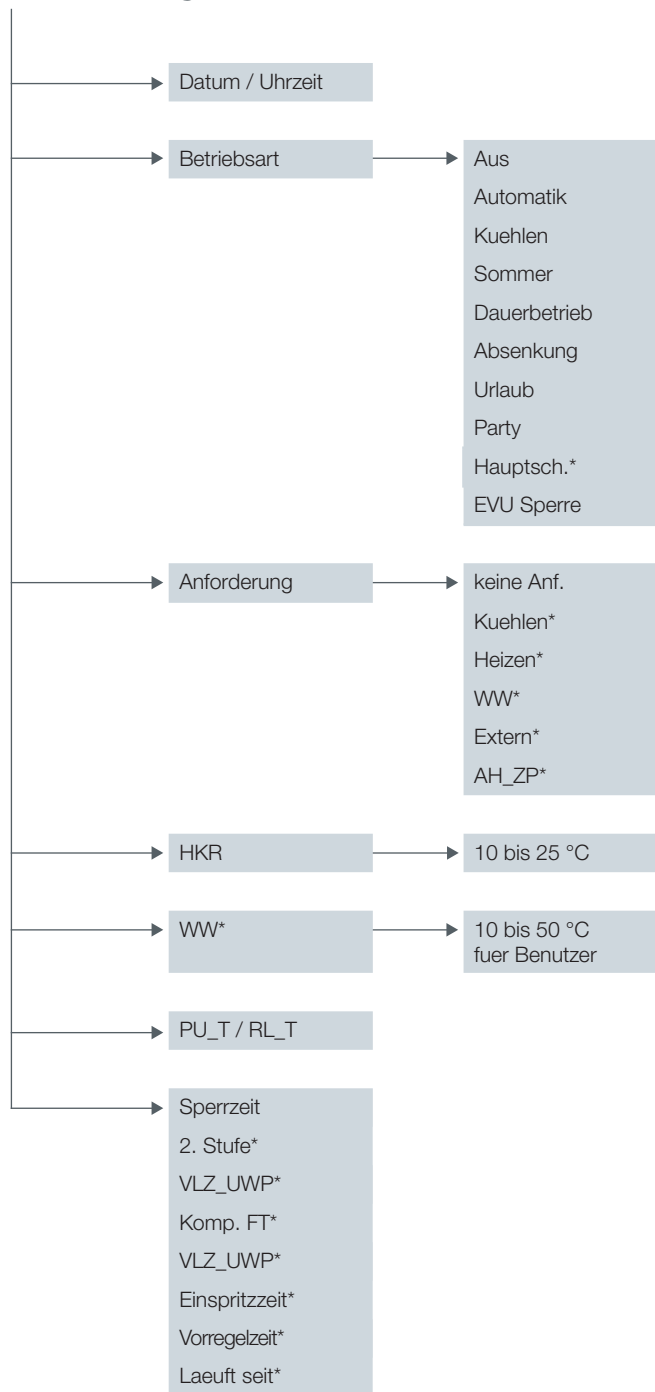 Datum / Uhrzeit
Betriebsart
Aus
Automatik
Kuehlen
Sommer
Dauerbetrieb
Absenkung
Urlaub
Party
Hauptsch.*
EVU Sperre
Anforderung
keine Anf.
Kuehlen*
Heizen*
WW*
Extern*
AH_ZP*
HKR
10 bis 25 °C
WW*
10 bis 50 °C
fuer Benutzer
PU_T / RL_T
Sperrzeit
2. Stufe*
VLZ_UWP*
Komp. FT*
VLZ_UWP*
Einspritzzeit*
Vorregelzeit*
Laeuft seit*